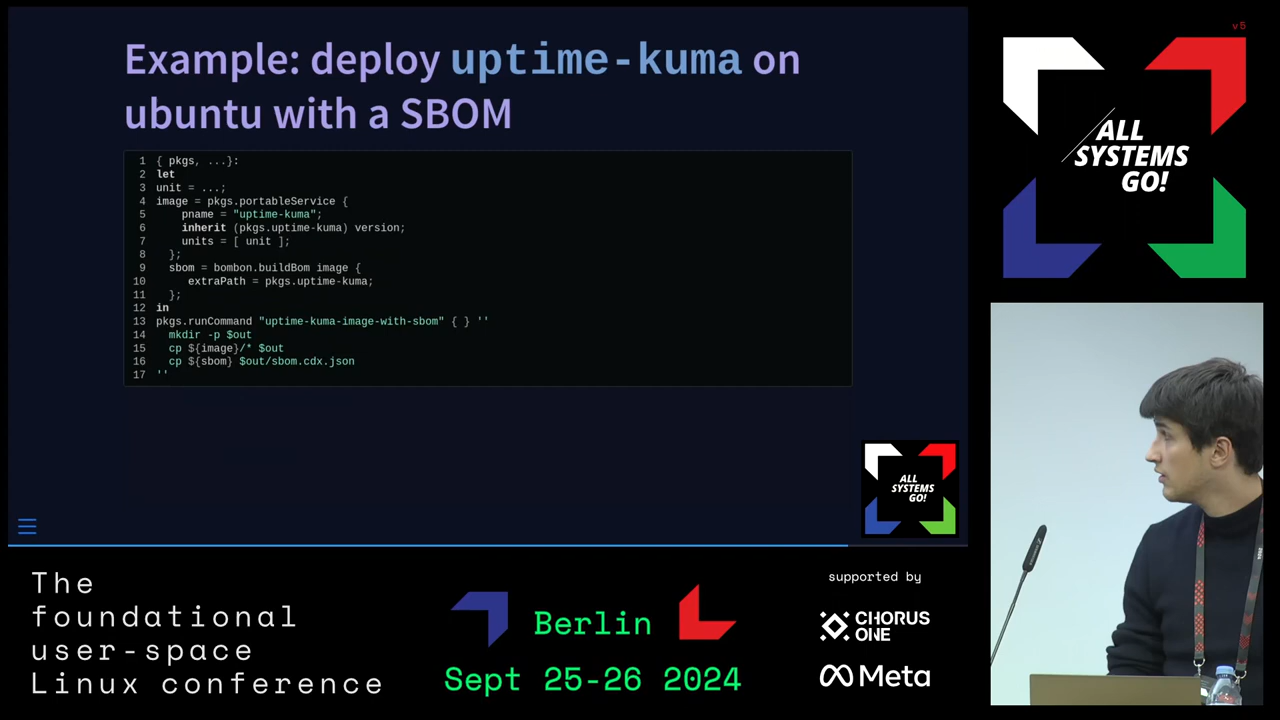 Example: deploy uptime-kuma on
ubuntu with a SBOM
1 { pkgs, ...}:
2 let
3 unit = ...;
4 image = pkgs.portableService {
5     pname = "uptime-kuma";
6     inherit (pkgs.uptime-kuma) version;
7     units = [ unit ];
8   };
9   sbom = bombon.buildBom image {
10      extraPath = pkgs.uptime-kuma;
11   };
12 in
13 pkgs.runCommand "uptime-kuma-image-with-sbom" { } ''
14   mkdir -p $out
15   cp ${image}/* $out
16   cp ${sbom} $out/sbom.cdx.json
17 ''
ALL
SYSTEMS
GO!
v5
ALL
SYSTEMS
GO!
The
foundational
user-space
Linux conference
Berlin
Sept 25-26 2024
supported by
CHORUS
ONE
Meta